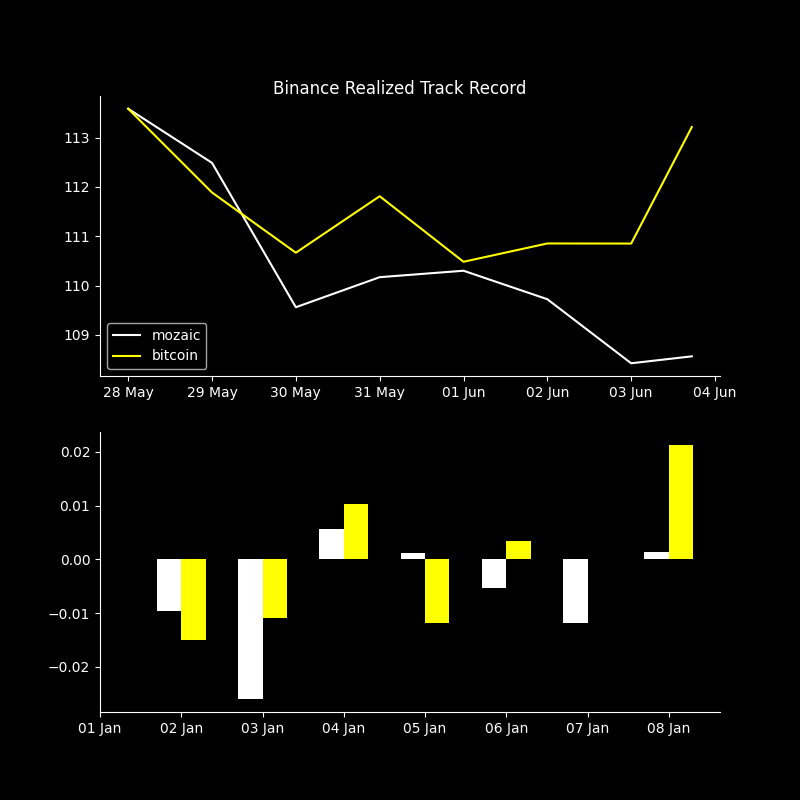 Binance Realized Track Record
113
112
111
110
109
mozaic
bitcoin
28 May 29 May 30 May 31 May 01 Jun 02 Jun 03 Jun 04 Jun
0.02
0.01
0.00
−0.01
−0.02
01 Jan 02 Jan 03 Jan 04 Jan 05 Jan 06 Jan 07 Jan 08 Jan